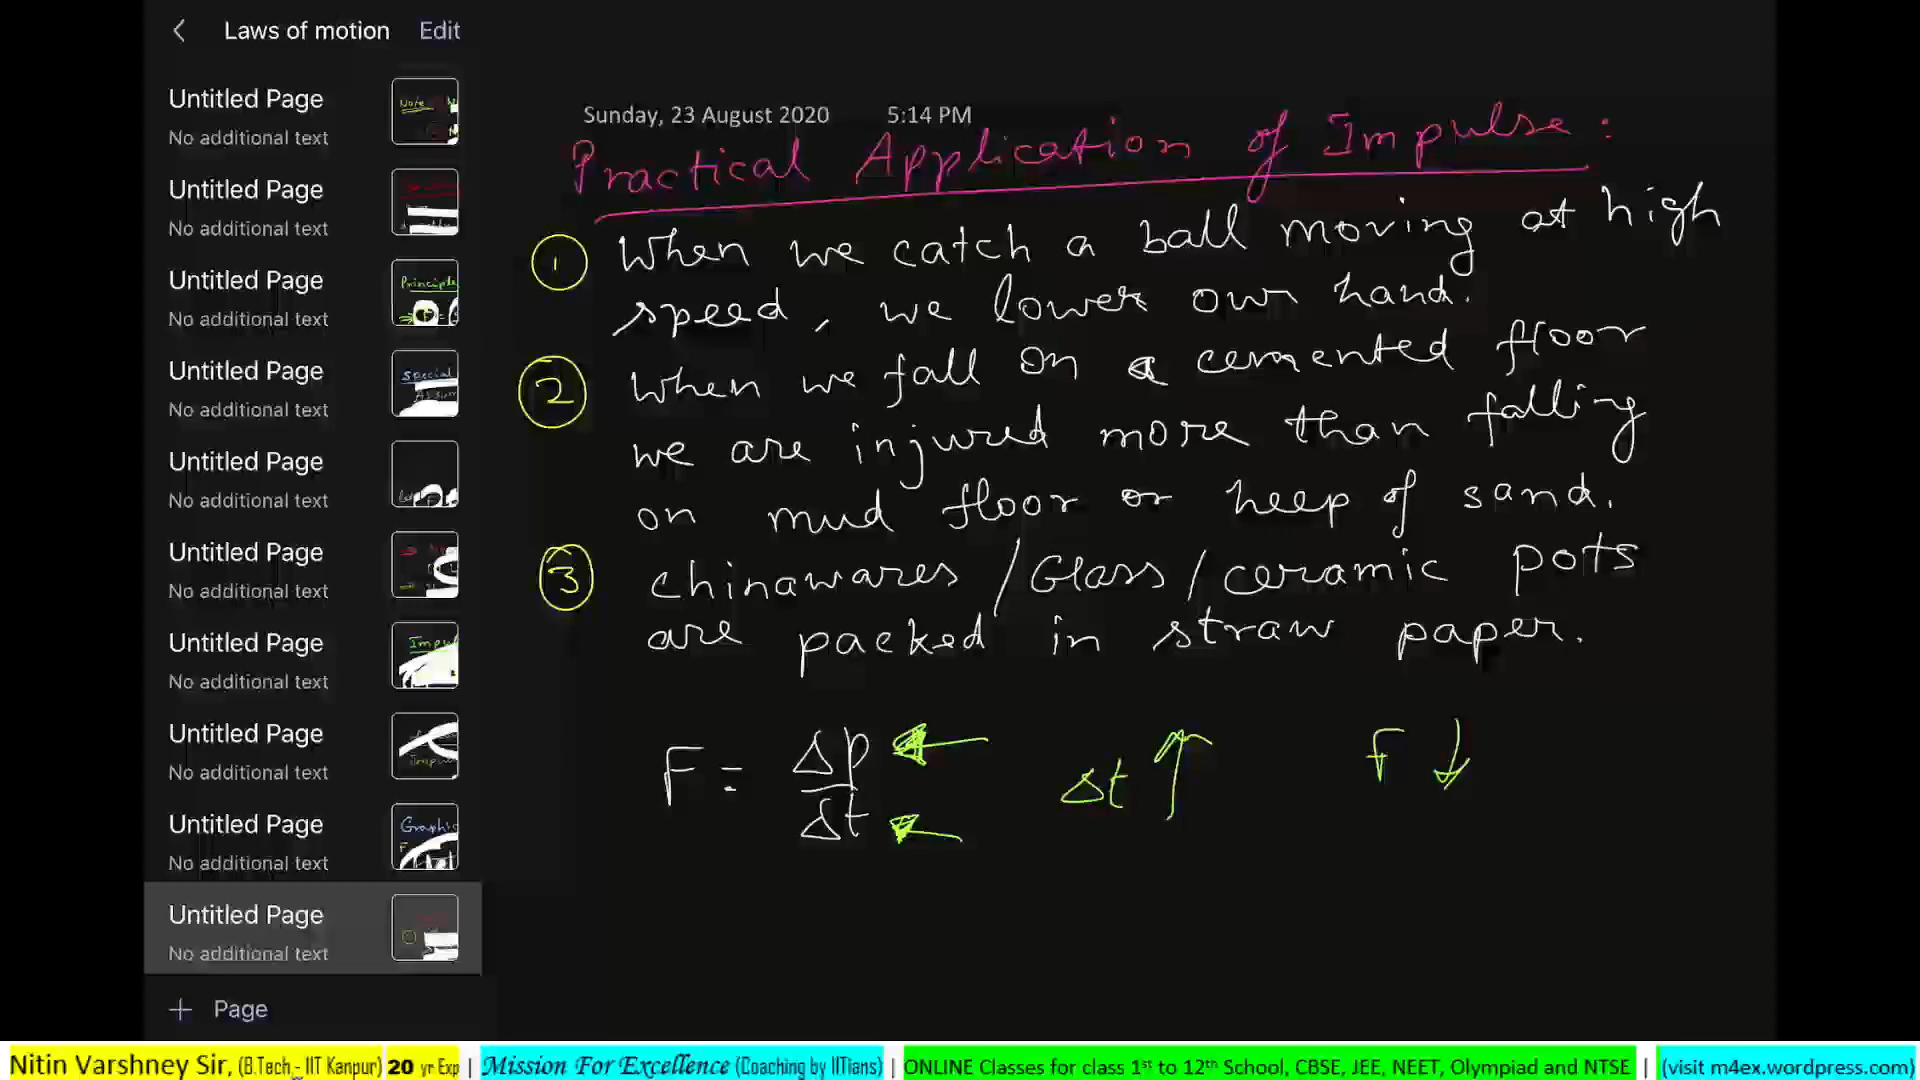 Laws of motion
Edit
Untitled Page
No additional text
Note
Untitled Page
No additional text
Untitled Page
No additional text
Principle
Untitled Page
No additional text
Special
Untitled Page
No additional text
Untitled Page
No additional text
Untitled Page
No additional text
Impul
Untitled Page
No additional text
Untitled Page
No additional text
Graphi
F
Untitled Page
No additional text
+ Page
Sunday, 23 August 2020 5:14 PM
Practical Application of Impulse :
1 When we catch a ball moving at high
speed, we lower our hand.
2 When we fall on a cemented floor
we are injured more than falling
on mud floor or heep of sand.
3 chinawares / Glass / ceramic pots
are packed in straw paper.
F = Δp / Δt Δt ↑ F ↓
Nitin Varshney Sir, (B.Tech,- IIT Kanpur) 20 yr Exp | Mission For Excellence (Coaching by IITians) | ONLINE Classes for class 1st to 12th School, CBSE, JEE, NEET, Olympiad and NTSE | (visit m4ex.wordpress.com)